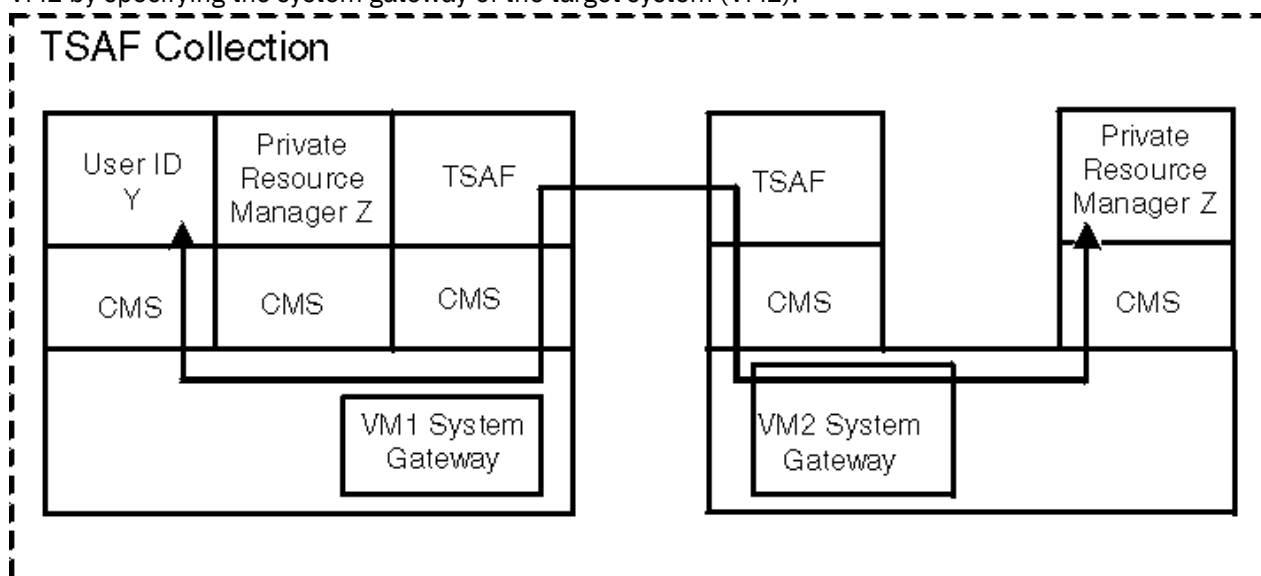 VM2 by specifying the system gateway of the target system (VM2).
TSAF Collection
User ID
Y
Private
Resource
Manager Z
TSAF
TSAF
Private
Resource
Manager Z
CMS
CMS
CMS
CMS
CMS
VM1 System
Gateway
VM2 System
Gateway